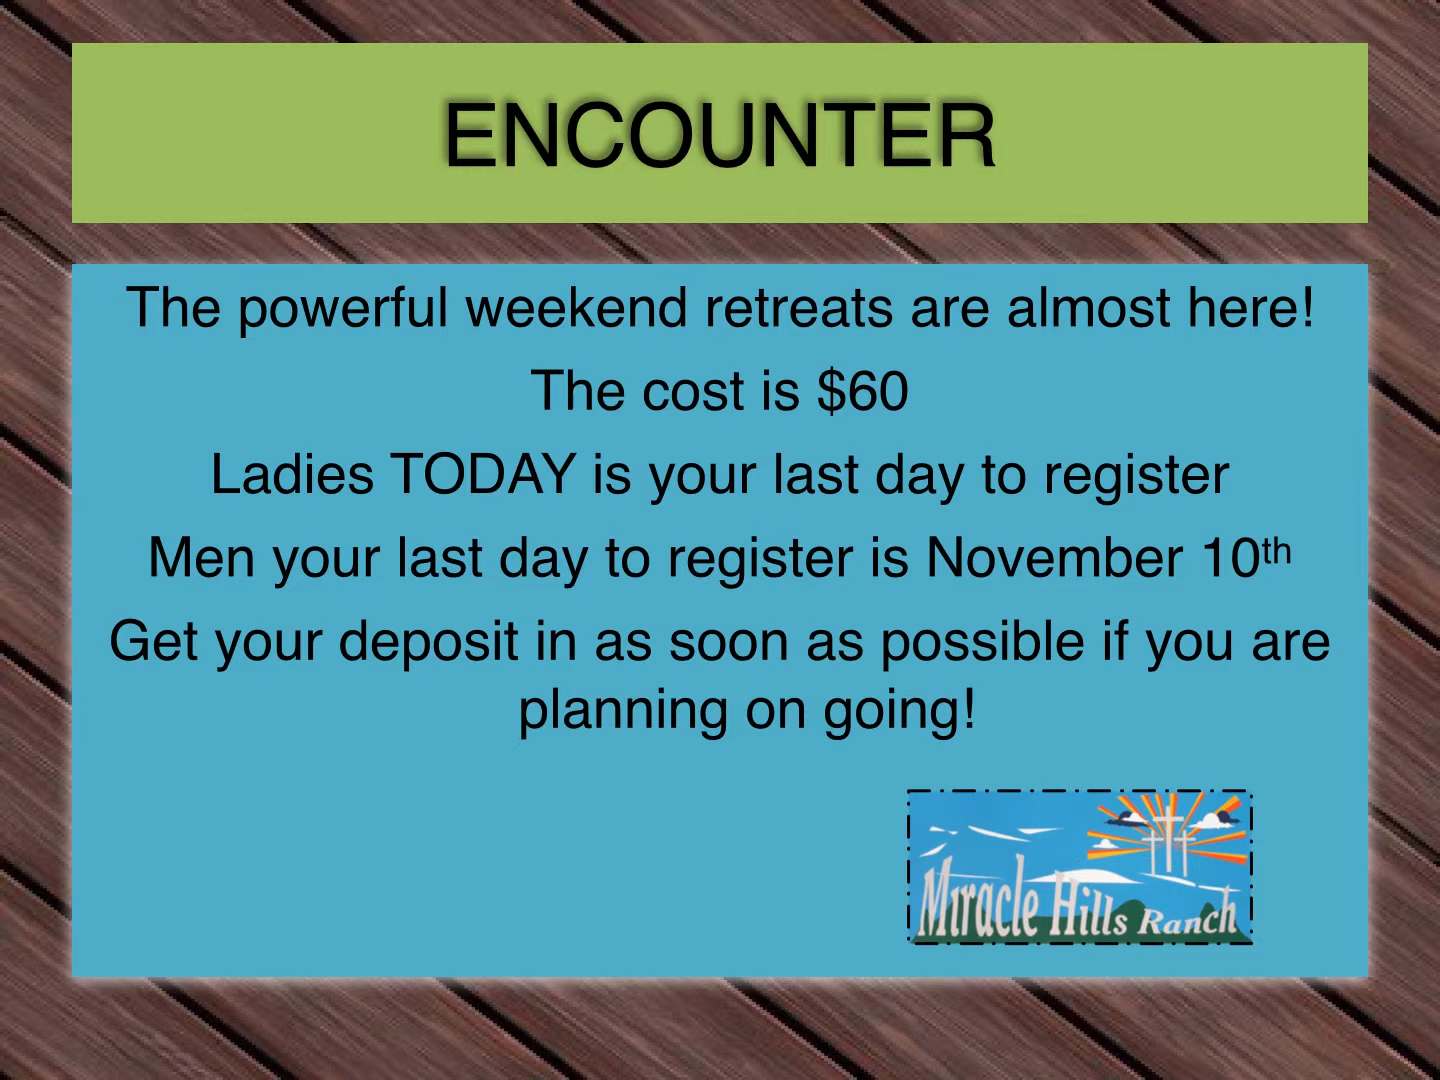 ENCOUNTER
The powerful weekend retreats are almost here!
The cost is $60
Ladies TODAY is your last day to register
Men your last day to register is November 10th
Get your deposit in as soon as possible if you are
planning on going!
Miracle Hills Ranch